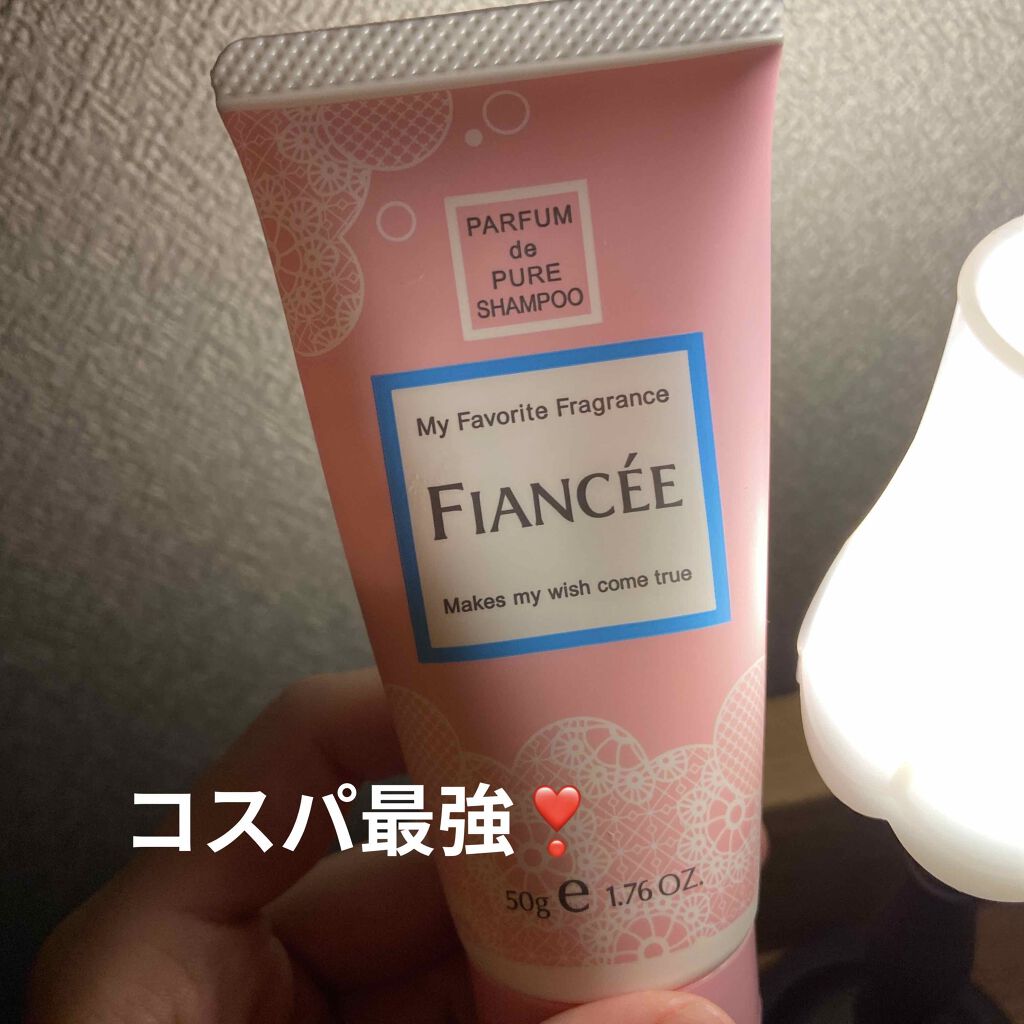 PARFUM
de
PURE
SHAMPOO
My Favorite Fragrance
FIANCÉE
Makes my wish come true
コスパ最強❣️
50g e 1.76 OZ.